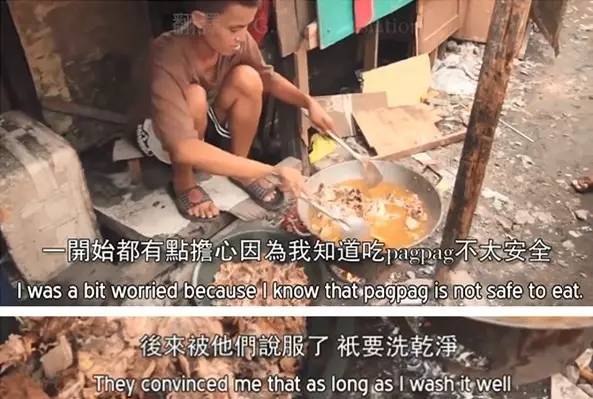 一開始都有點擔心因為我知道吃pagpag不太安全
I was a bit worried because I know that pagpag is not safe to eat.
後來被他們說服了 衹要洗乾淨
They convinced me that as long as I wash it well